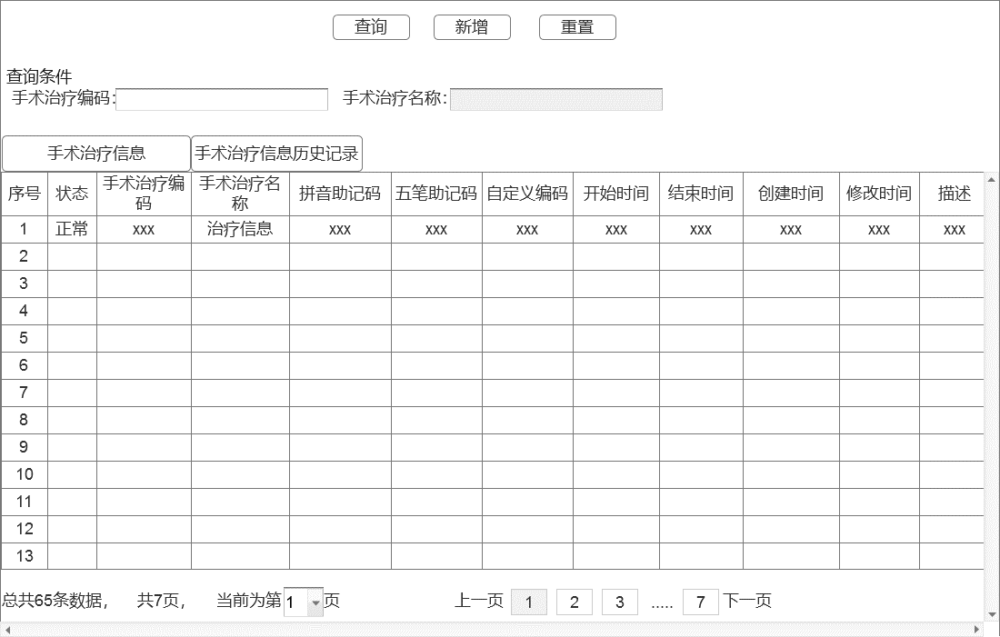 查询 新增 重置
查询条件
手术治疗编码: 手术治疗名称:
手术治疗信息 手术治疗信息历史记录
序号 状态 手术治疗编码 手术治疗名称 拼音助记码 五笔助记码 自定义编码 开始时间 结束时间 创建时间 修改时间 描述
1 正常 xxx 治疗信息 xxx xxx xxx xxx xxx xxx xxx xxx
2
3
4
5
6
7
8
9
10
11
12
13
总共65条数据, 共7页, 当前为第 1 页 上一页 1 2 3 ..... 7 下一页